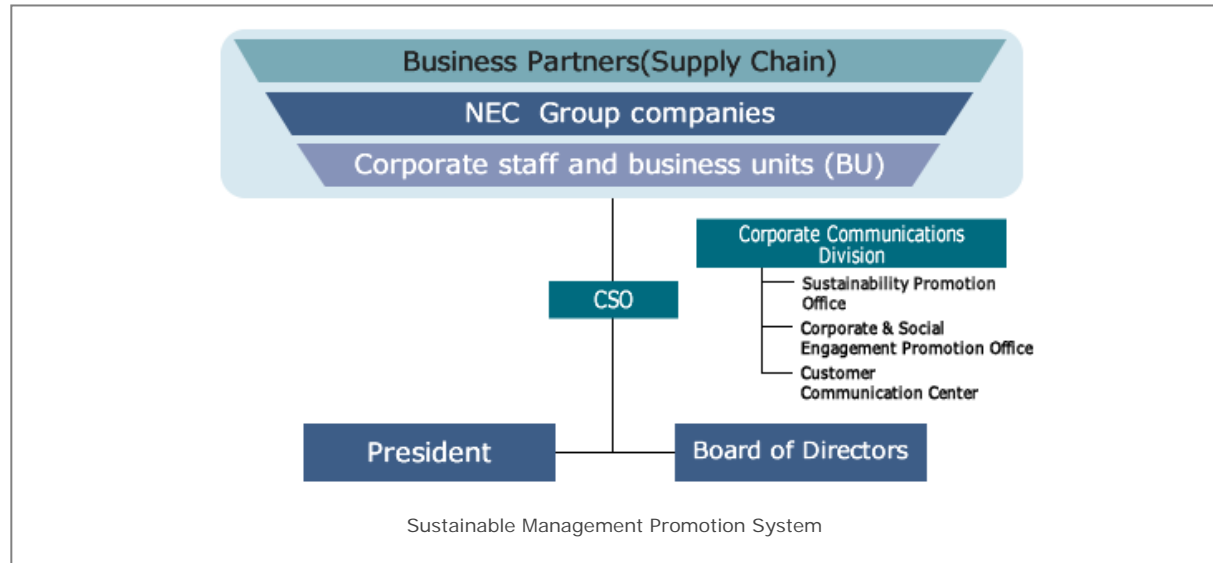 Business Partners(Supply Chain)
NEC Group companies
Corporate staff and business units (BU)
Corporate Communications
Division
Sustainability Promotion
Office
Corporate & Social
Engagement Promotion Office
Customer
Communication Center
CSO
President
Board of Directors
Sustainable Management Promotion System